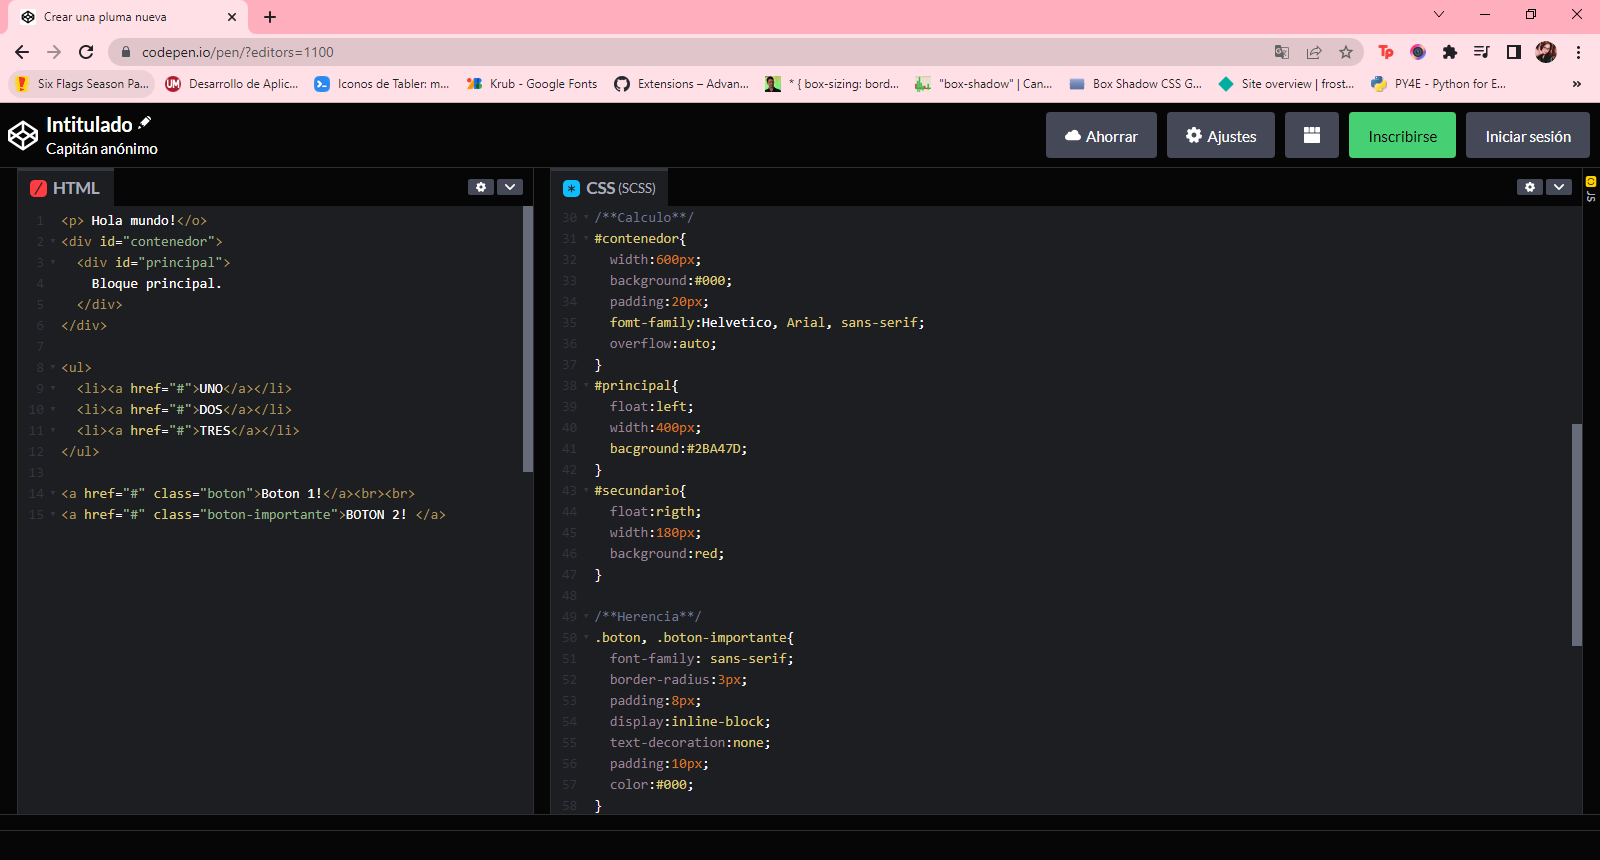 Crear una pluma nueva
codepen.io/pen/?editors=1100
Six Flags Season Pa...
Desarrollo de Aplic...
Iconos de Tabler: m...
Krub - Google Fonts
Extensions – Advan...
* { box-sizing: bord...
"box-shadow" | Can...
Box Shadow CSS G...
Site overview | frost...
PY4E - Python for E...
»
Intitulado
Capitán anónimo
Ahorrar
Ajustes
Inscribirse
Iniciar sesión
HTML
1 <p> Hola mundo!</o>
2 <div id="contenedor">
3 <div id="principal">
4 Bloque principal.
5 </div>
6 </div>
7
8 <ul>
9 <li><a href="#">UNO</a></li>
10 <li><a href="#">DOS</a></li>
11 <li><a href="#">TRES</a></li>
12 </ul>
13
14 <a href="#" class="boton">Boton 1!</a><br><br>
15 <a href="#" class="boton-importante">BOTON 2! </a>
CSS (SCSS)
30 /**Calculo**/
31 #contenedor{
32 width:600px;
33 background:#000;
34 padding:20px;
35 fomt-family:Helvetico, Arial, sans-serif;
36 overflow:auto;
37 }
38 #principal{
39 float:left;
40 width:400px;
41 bacground:#2BA47D;
42 }
43 #secundario{
44 float:rigth;
45 width:180px;
46 background:red;
47 }
48
49 /**Herencia**/
50 .boton, .boton-importante{
51 font-family: sans-serif;
52 border-radius:3px;
53 padding:8px;
54 display:inline-block;
55 text-decoration:none;
56 padding:10px;
57 color:#000;
58 }
JS